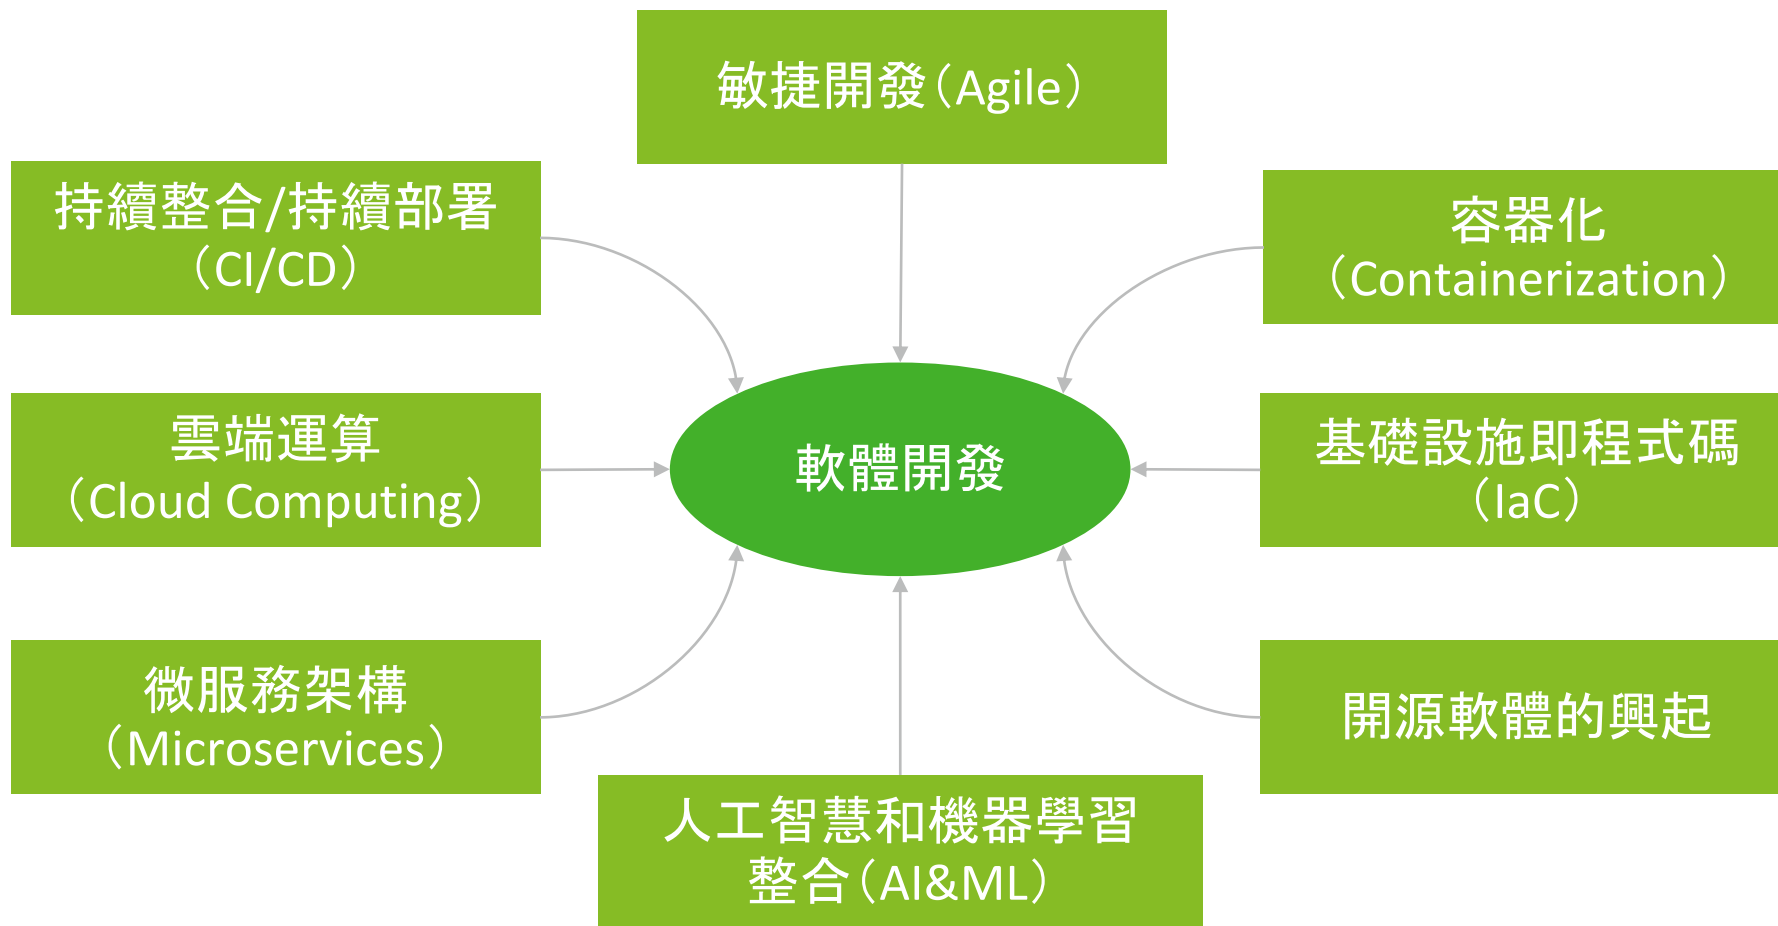 敏捷開發（Agile）
持續整合/持續部署
（CI/CD）
容器化
（Containerization）
雲端運算
（Cloud Computing）
軟體開發
基礎設施即程式碼
（IaC）
微服務架構
（Microservices）
開源軟體的興起
人工智慧和機器學習
整合（AI&ML）